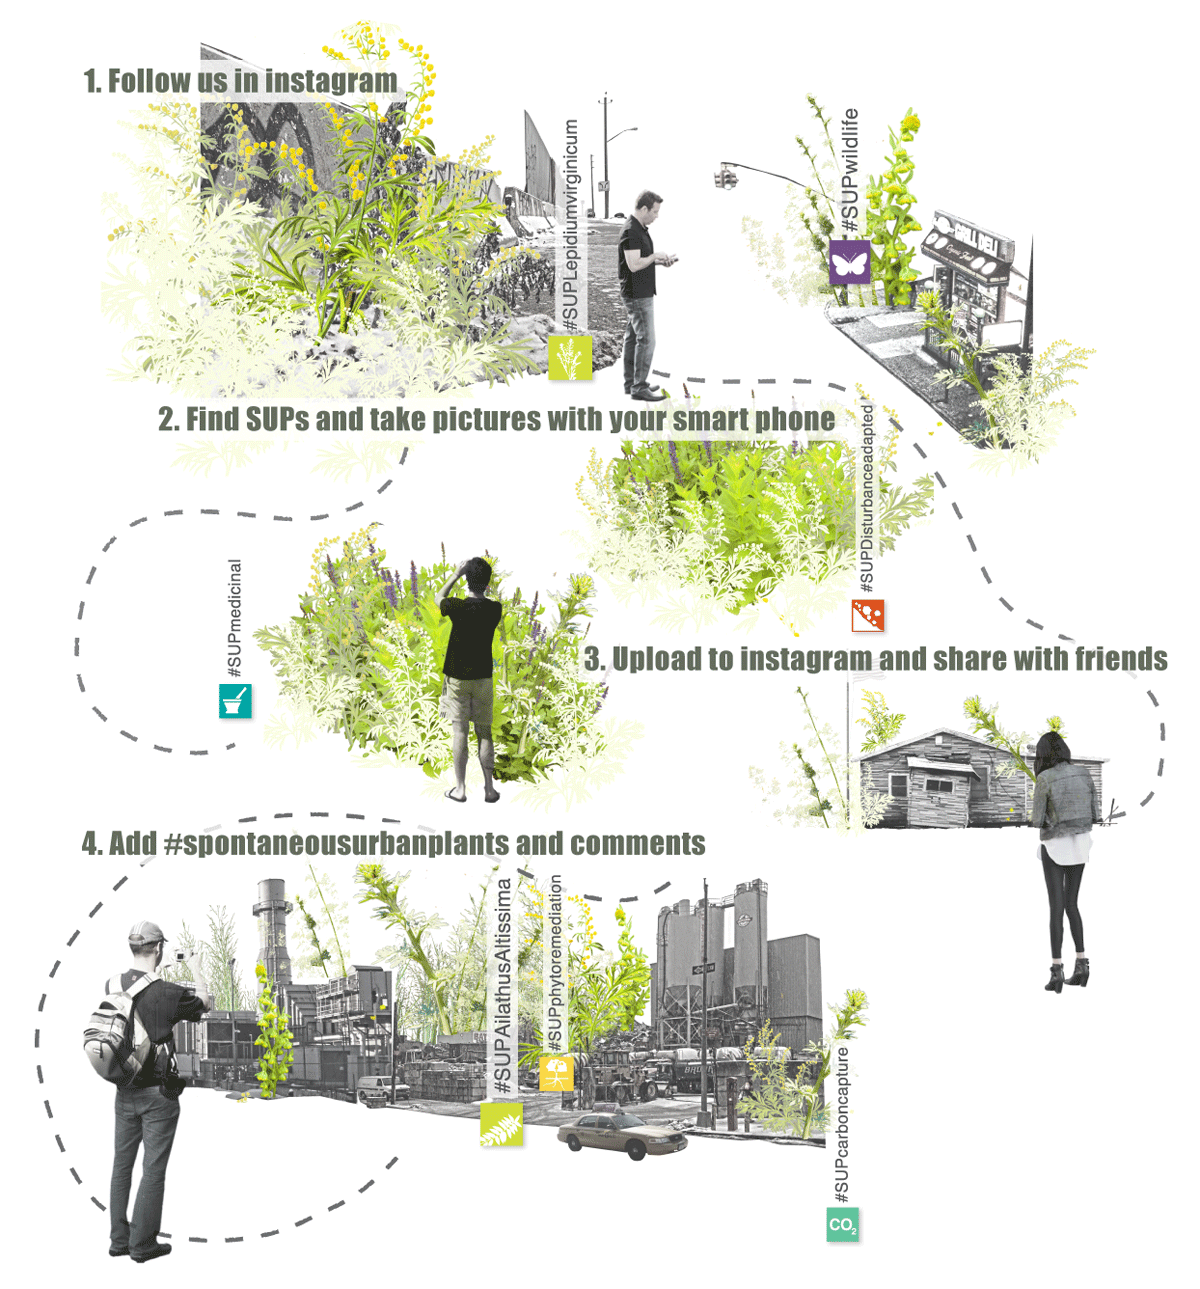 1. Follow us in instagram
#SUPLepidiumvirginicum
#SUPwildlife
GRILL DELI
2. Find SUPs and take pictures with your smart phone
#SUPDisturbanceadapted
#SUPmedicinal
3. Upload to instagram and share with friends
4. Add #spontaneousurbanplants and comments
#SUPAilathusAltissima
#SUPphytoremediation
#SUPcarboncapture
CO2